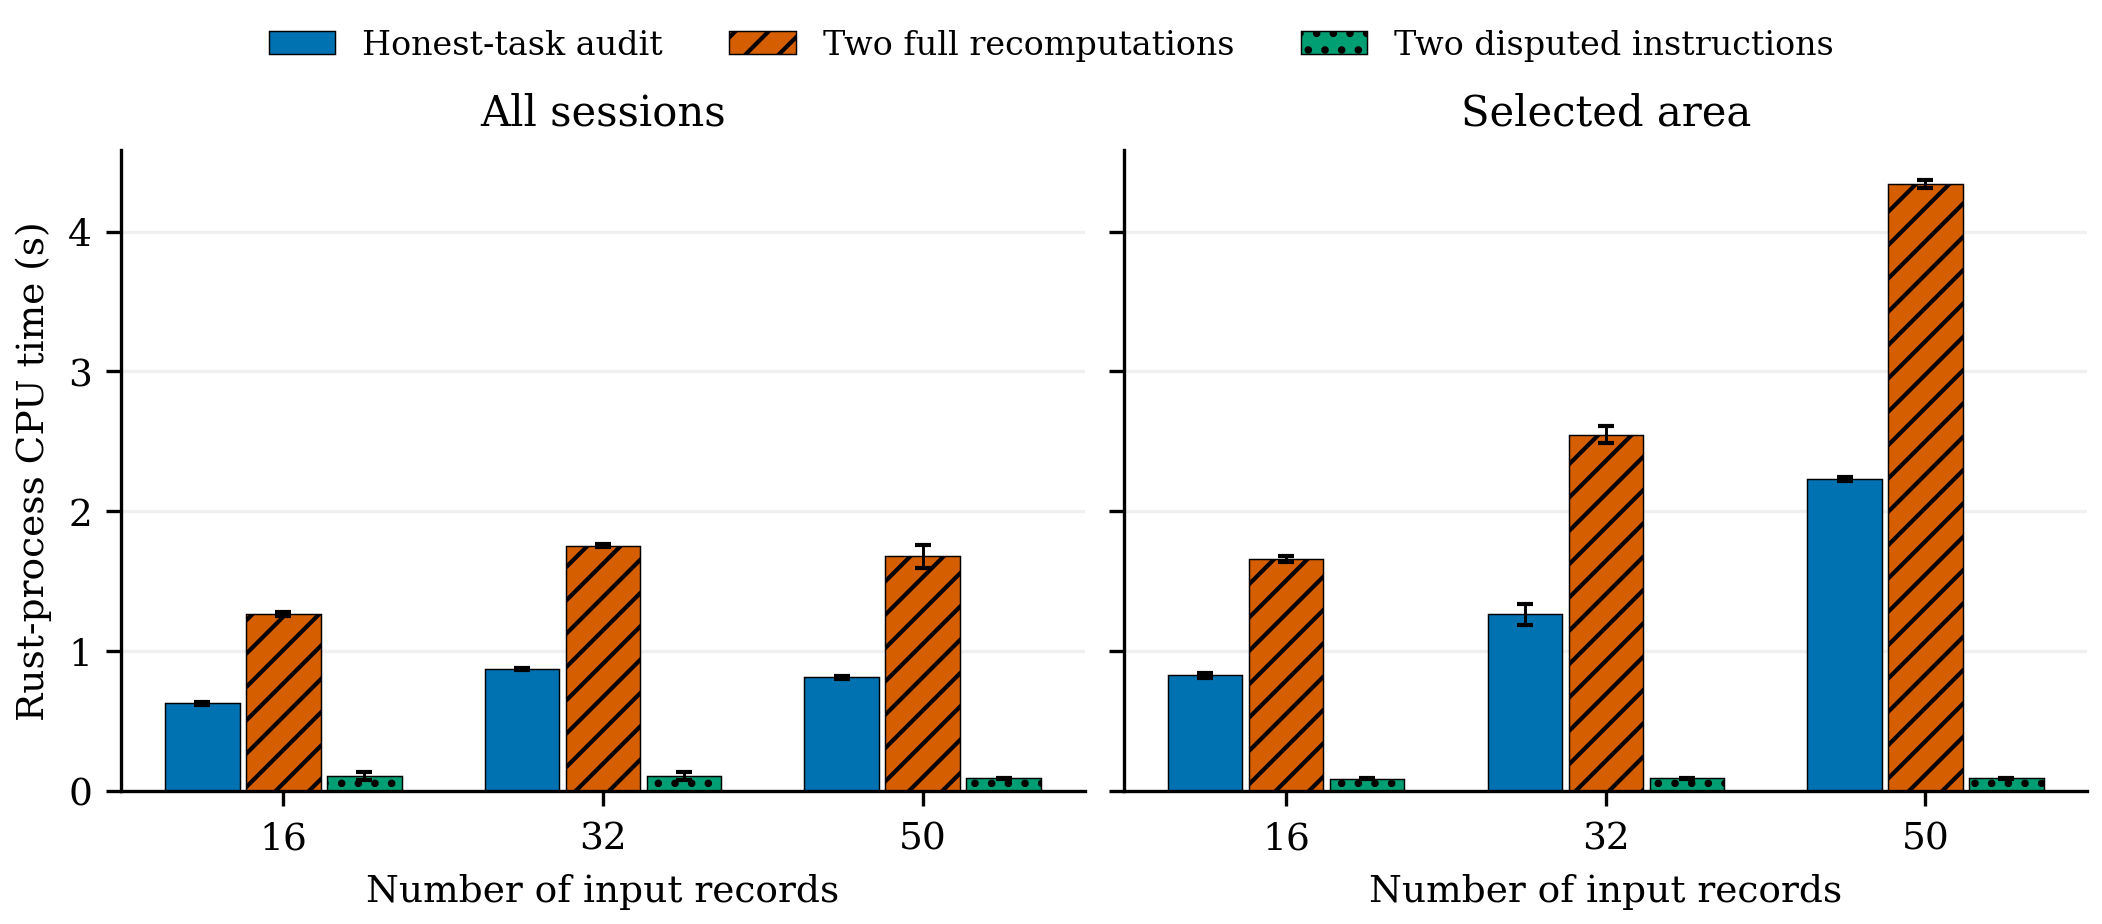 Honest-task audit
Two full recomputations
Two disputed instructions
All sessions
Selected area
Rust-process CPU time (s)
4
3
2
1
0
16
32
50
16
32
50
Number of input records
Number of input records